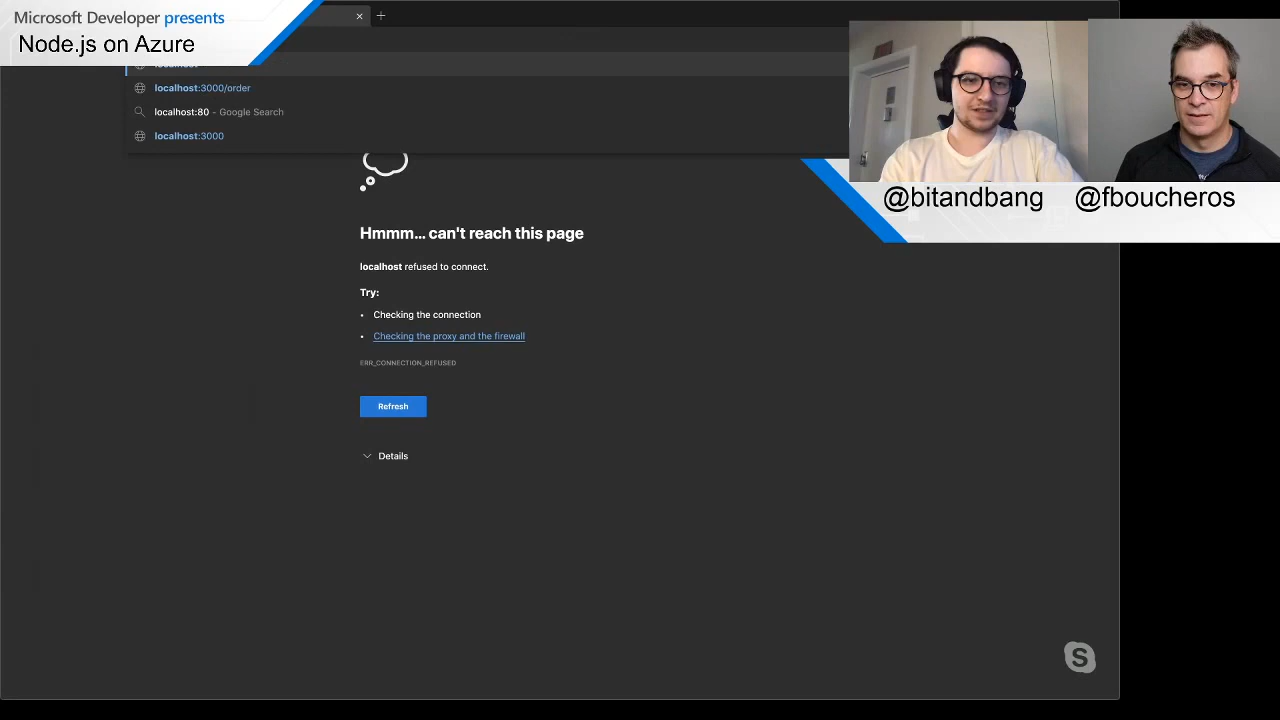 Microsoft Developer presents
Node.js on Azure
localhost
localhost:3000/order
localhost:80 - Google Search
localhost:3000
@bitandbang @fboucheros
Hmmm... can't reach this page
localhost refused to connect.
Try:
• Checking the connection
• Checking the proxy and the firewall
ERR_CONNECTION_REFUSED
Refresh
Details
S